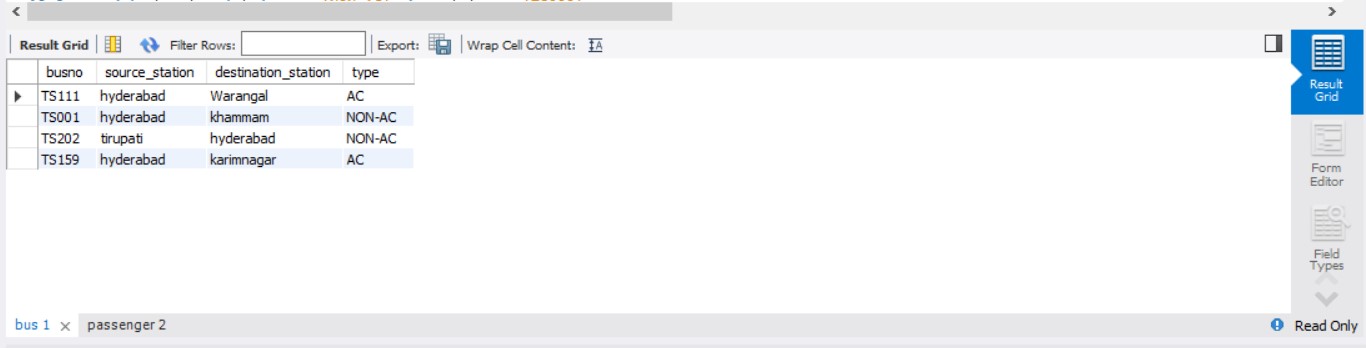 Result Grid Filter Rows: Export: Wrap Cell Content:
busno source_station destination_station type
TS111 hyderabad Warangal AC
TS001 hyderabad khammam NON-AC
TS202 tirupati hyderabad NON-AC
TS159 hyderabad karimnagar AC
Result
Grid
Form
Editor
Field
Types
bus 1 × passenger 2
Read Only